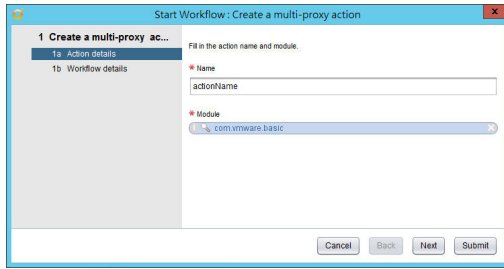 Start Workflow : Create a multi-proxy action
x
1 Create a multi-proxy ac...
1a Action details
1b Workflow details
Fill in the action name and module.
* Name
actionName
* Module
com.vmware.basic
Cancel
Back
Next
Submit